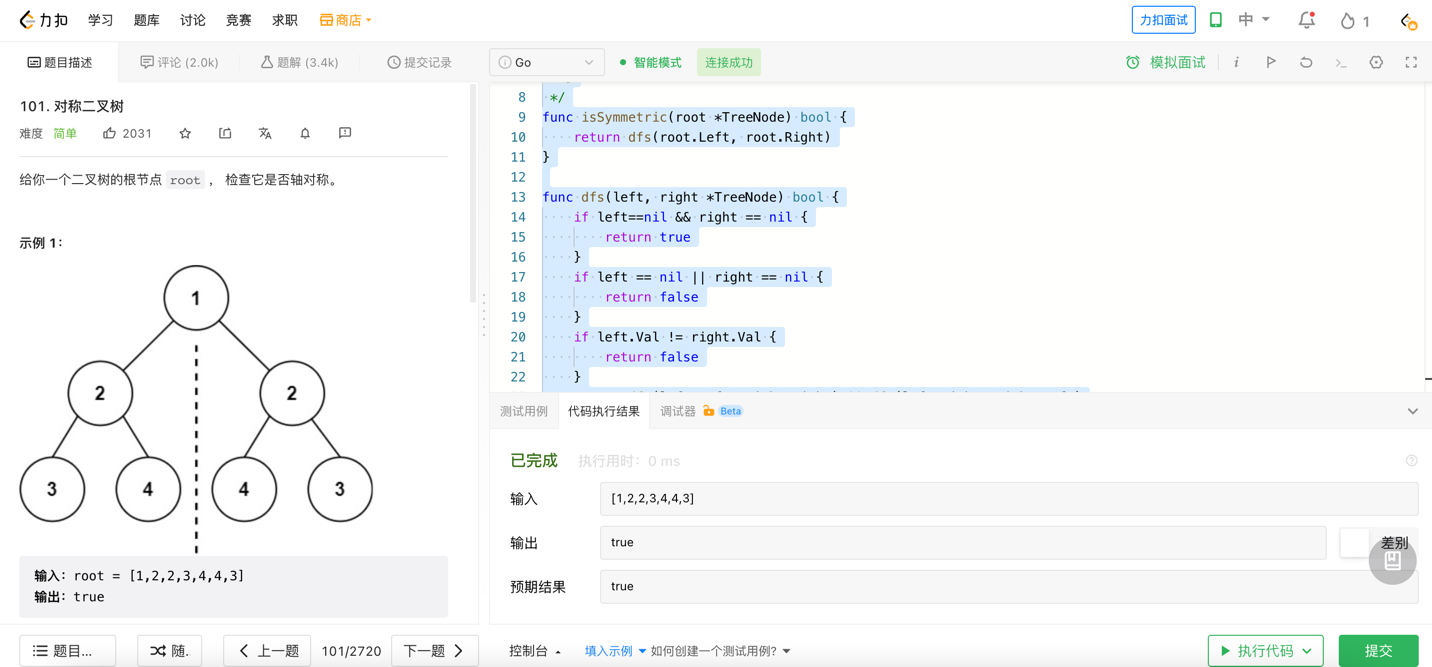 力扣 学习 题库 讨论 竞赛 求职 商店 力扣面试 中 1
题目描述 评论 (2.0k) 题解 (3.4k) 提交记录
101. 对称二叉树
难度 简单 2031
给你一个二叉树的根节点 root ， 检查它是否轴对称。
示例 1：
1
2 2
3 4 4 3
输入：root = [1,2,2,3,4,4,3]
输出：true
题目... 随. 上一题 101/2720 下一题
Go 智能模式 连接成功 模拟面试
8 */
9 func isSymmetric(root *TreeNode) bool {
10 return dfs(root.Left, root.Right)
11 }
12
13 func dfs(left, right *TreeNode) bool {
14 if left==nil && right == nil {
15 return true
16 }
17 if left == nil || right == nil {
18 return false
19 }
20 if left.Val != right.Val {
21 return false
22 }
测试用例 代码执行结果 调试器 Beta
已完成 执行用时：0 ms
输入 [1,2,2,3,4,4,3]
输出 true 差别
预期结果 true
控制台 填入示例 如何创建一个测试用例? 执行代码 提交